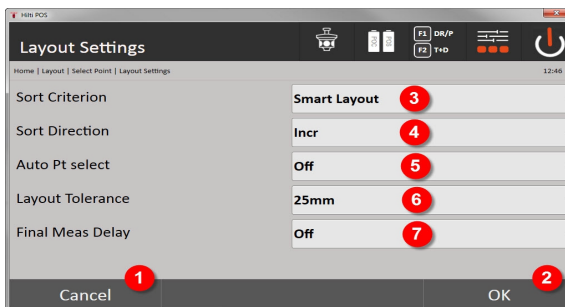 Hilti POS
Layout Settings
POC POS
F1 DR/P
F2 T+D
Home | Layout | Select Point | Layout Settings 12:46
Sort Criterion Smart Layout 3
Sort Direction Incr 4
Auto Pt select Off 5
Layout Tolerance 25mm 6
Final Meas Delay Off 7
1 2
Cancel OK